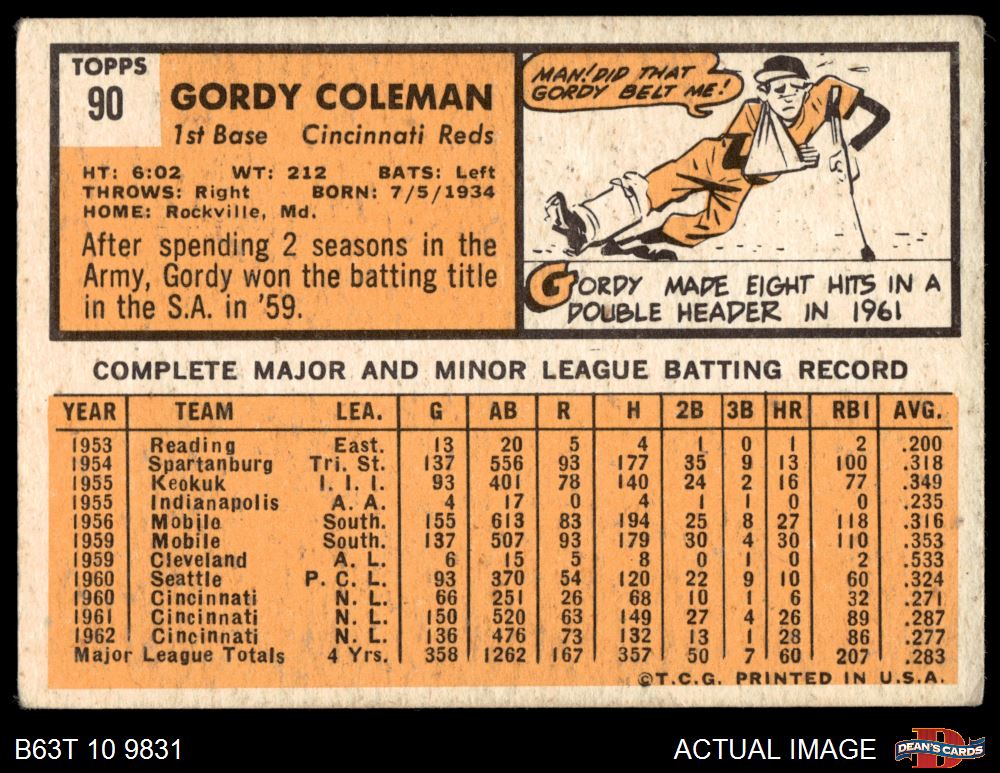 TOPPS
90
GORDY COLEMAN
1st Base Cincinnati Reds
HT: 6:02 WT: 212 BATS: Left
THROWS: Right BORN: 7/5/1934
HOME: Rockville, Md.
After spending 2 seasons in the
Army, Gordy won the batting title
in the S.A. in '59.
MAN! DID THAT
GORDY BELT ME!
GORDY MADE EIGHT HITS IN A
DOUBLE HEADER IN 1961
COMPLETE MAJOR AND MINOR LEAGUE BATTING RECORD
YEAR TEAM LEA. G AB R H 2B 3B HR RBI AVG.
1953 Reading East. 13 20 5 4 1 0 1 2 .200
1954 Spartanburg Tri. St. 137 556 93 177 35 9 13 100 .318
1955 Keokuk I. I. I. 93 401 78 140 24 2 16 77 .349
1955 Indianapolis A. A. 4 17 0 4 1 1 0 0 .235
1956 Mobile South. 155 613 83 194 25 8 27 118 .316
1959 Mobile South. 137 507 93 179 30 4 30 110 .353
1959 Cleveland A. L. 6 15 5 8 0 1 0 2 .533
1960 Seattle P. C. L. 93 370 54 120 22 9 10 60 .324
1960 Cincinnati N. L. 66 251 26 68 10 1 6 32 .271
1961 Cincinnati N. L. 150 520 63 149 27 4 26 89 .287
1962 Cincinnati N. L. 136 476 73 132 13 1 28 86 .277
Major League Totals 4 Yrs. 358 1262 167 357 50 7 60 207 .283
©T.C.G. PRINTED IN U.S.A.
B63T 10 9831
ACTUAL IMAGE
D
DEAN'S CARDS